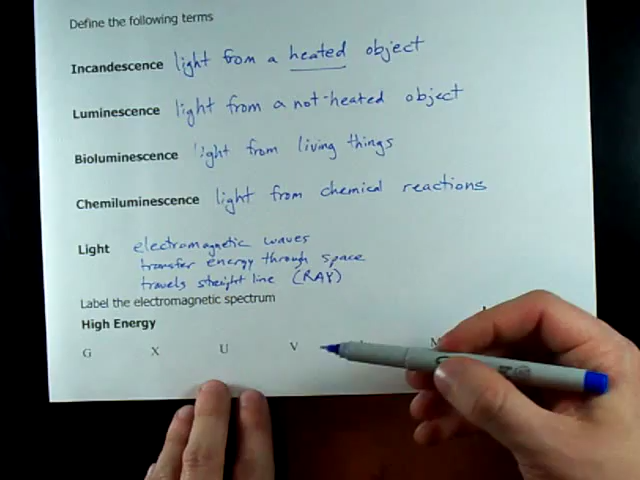 Define the following terms
Incandescence light from a heated object
Luminescence light from a not-heated object
Bioluminescence light from living things
Chemiluminescence light from chemical reactions
Light electromagnetic waves
transfer energy through space
travels straight line (RAY)
Label the electromagnetic spectrum
High Energy
G X U V M